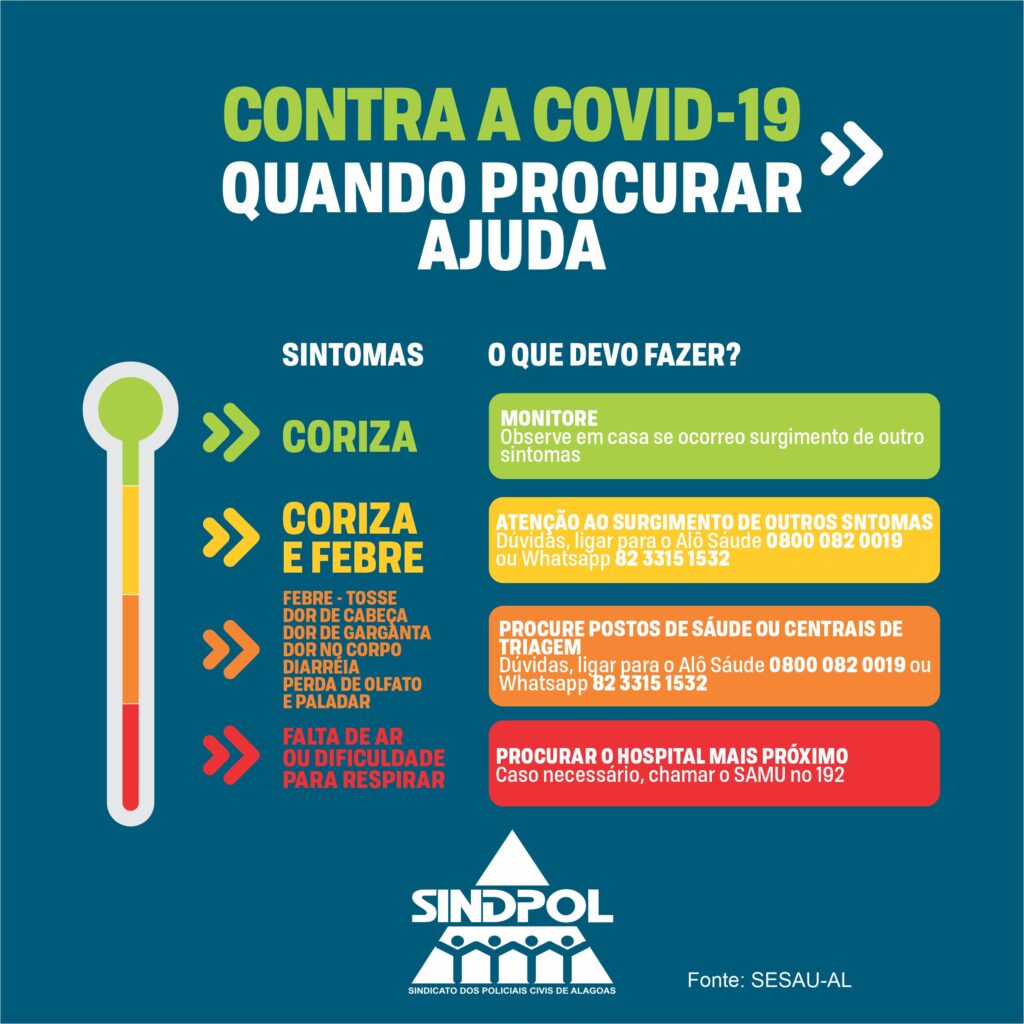 CONTRA A COVID-19
QUANDO PROCURAR
AJUDA
SINTOMAS
O QUE DEVO FAZER?
CORIZA
MONITORE
Observe em casa se ocorreo surgimento de outro
sintomas
CORIZA
E FEBRE
ATENÇÃO AO SURGIMENTO DE OUTROS SNTOMAS
Dúvidas, ligar para o Alô Sáude 0800 082 0019
ou Whatsapp 82 3315 1532
FEBRE - TOSSE
DOR DE CABEÇA
DOR DE GARGANTA
DOR NO CORPO
DIARRÉIA
PERDA DE OLFATO
E PALADAR
PROCURE POSTOS DE SÁUDE OU CENTRAIS DE
TRIAGEM
Dúvidas, ligar para o Alô Sáude 0800 082 0019 ou
Whatsapp 82 3315 1532
FALTA DE AR
OU DIFICULDADE
PARA RESPIRAR
PROCURAR O HOSPITAL MAIS PRÓXIMO
Caso necessário, chamar o SAMU no 192
SINDPOL
SINDICATO DOS POLICIAIS CIVIS DE ALAGOAS
Fonte: SESAU-AL